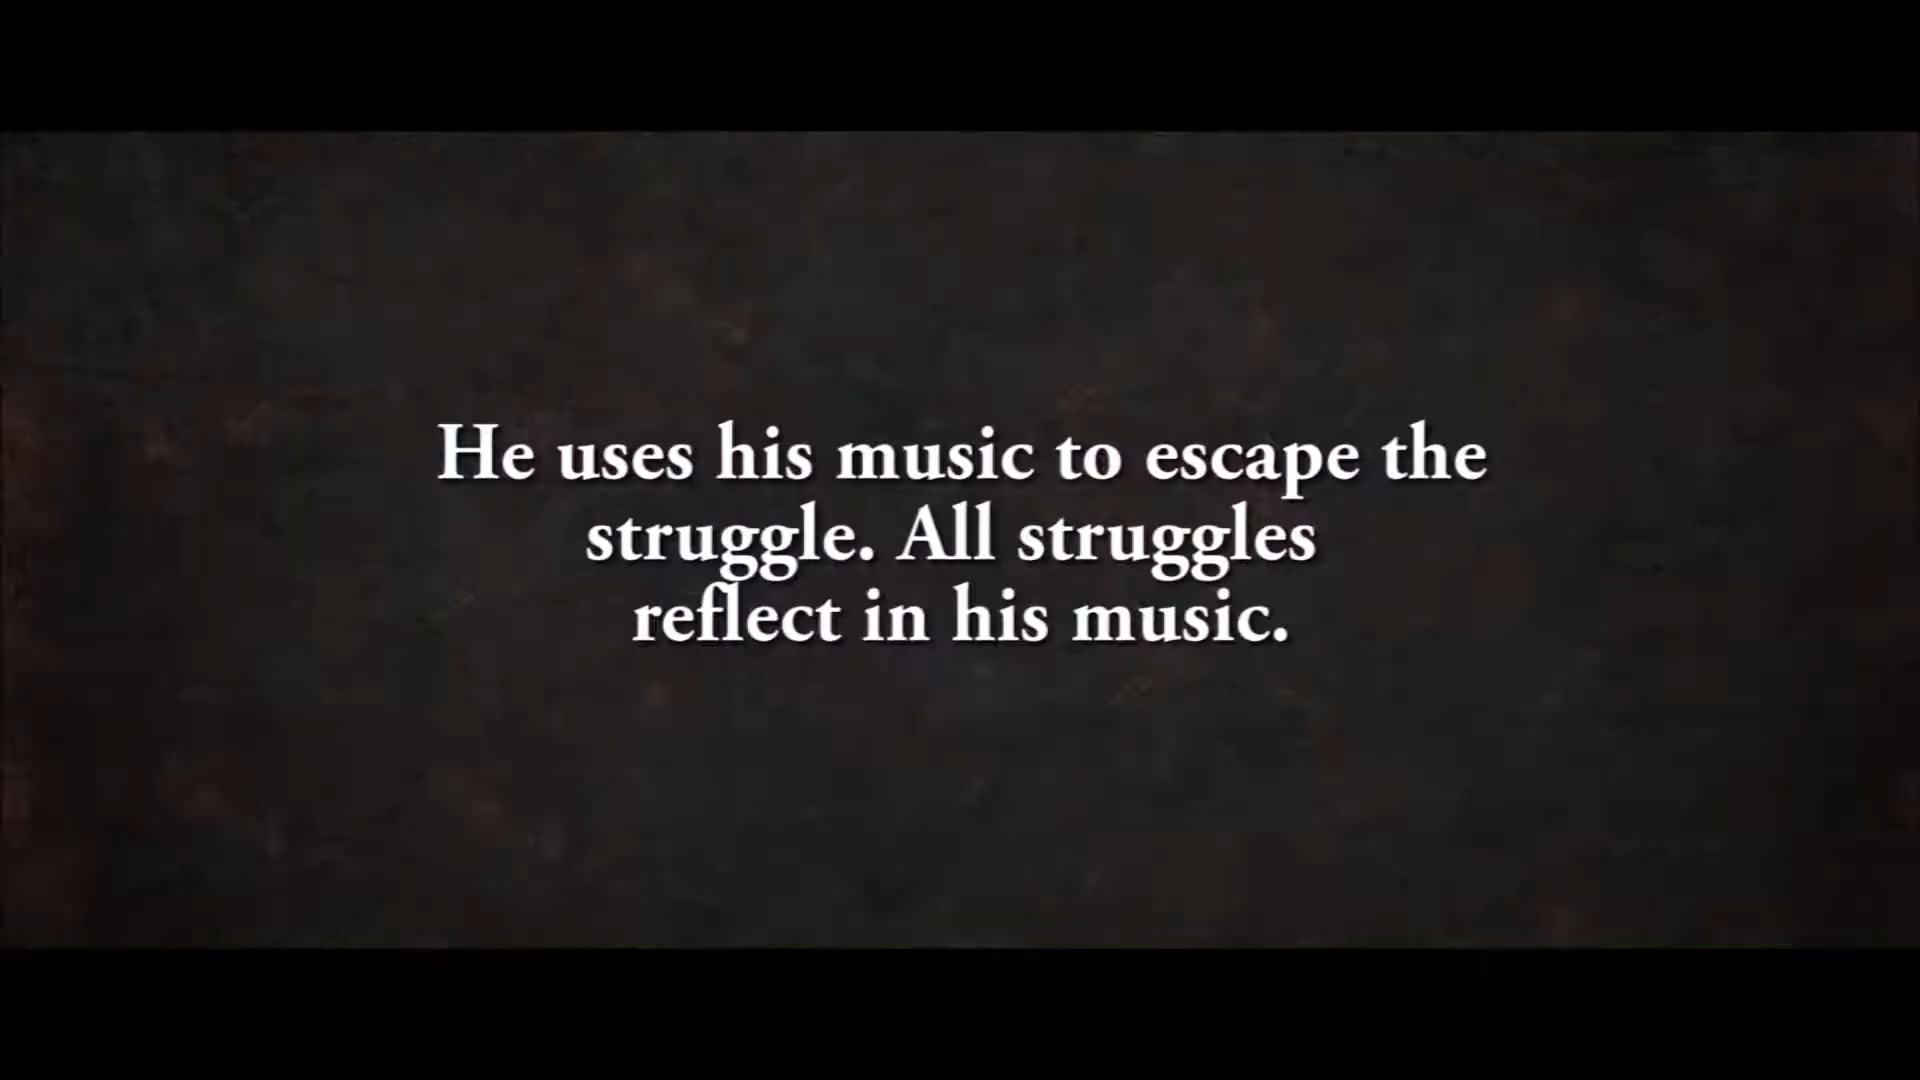 He uses his music to escape the
struggle. All struggles
reflect in his music.